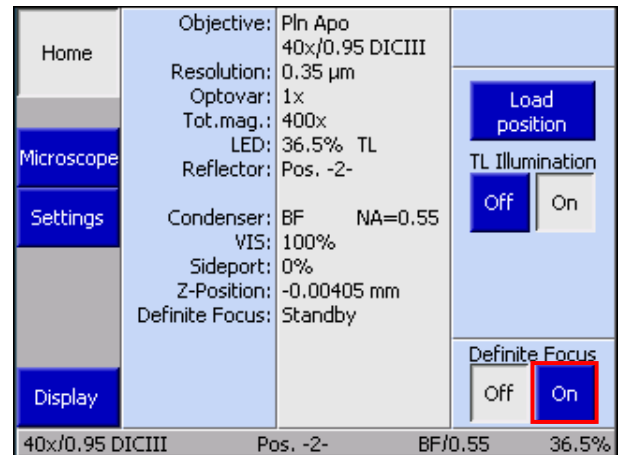 Home
Microscope
Settings
Display
Objective: Pln Apo
40x/0.95 DICIII
Resolution: 0.35 µm
Optovar: 1x
Tot.mag.: 400x
LED: 36.5% TL
Reflector: Pos. -2-
Condenser: BF NA=0.55
VIS: 100%
Sideport: 0%
Z-Position: -0.00405 mm
Definite Focus: Standby
Load
position
TL Illumination
Off On
Definite Focus
Off On
40x/0.95 DICIII Pos. -2- BF/0.55 36.5%